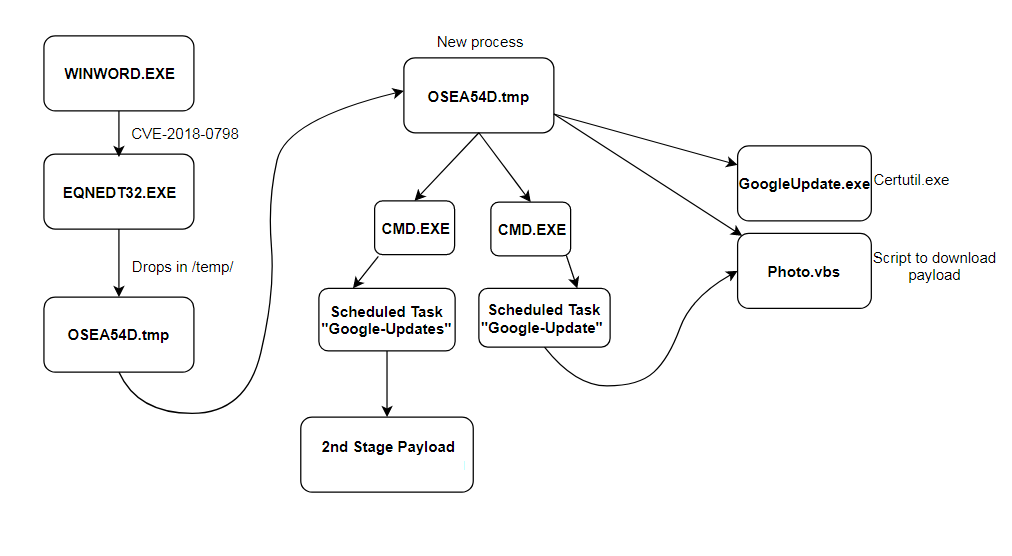 WINWORD.EXE
CVE-2018-0798
EQNEDT32.EXE
Drops in /temp/
OSEA54D.tmp
New process
OSEA54D.tmp
CMD.EXE
CMD.EXE
Scheduled Task
"Google-Updates"
Scheduled Task
"Google-Update"
2nd Stage Payload
GoogleUpdate.exe
Certutil.exe
Photo.vbs
Script to download
payload